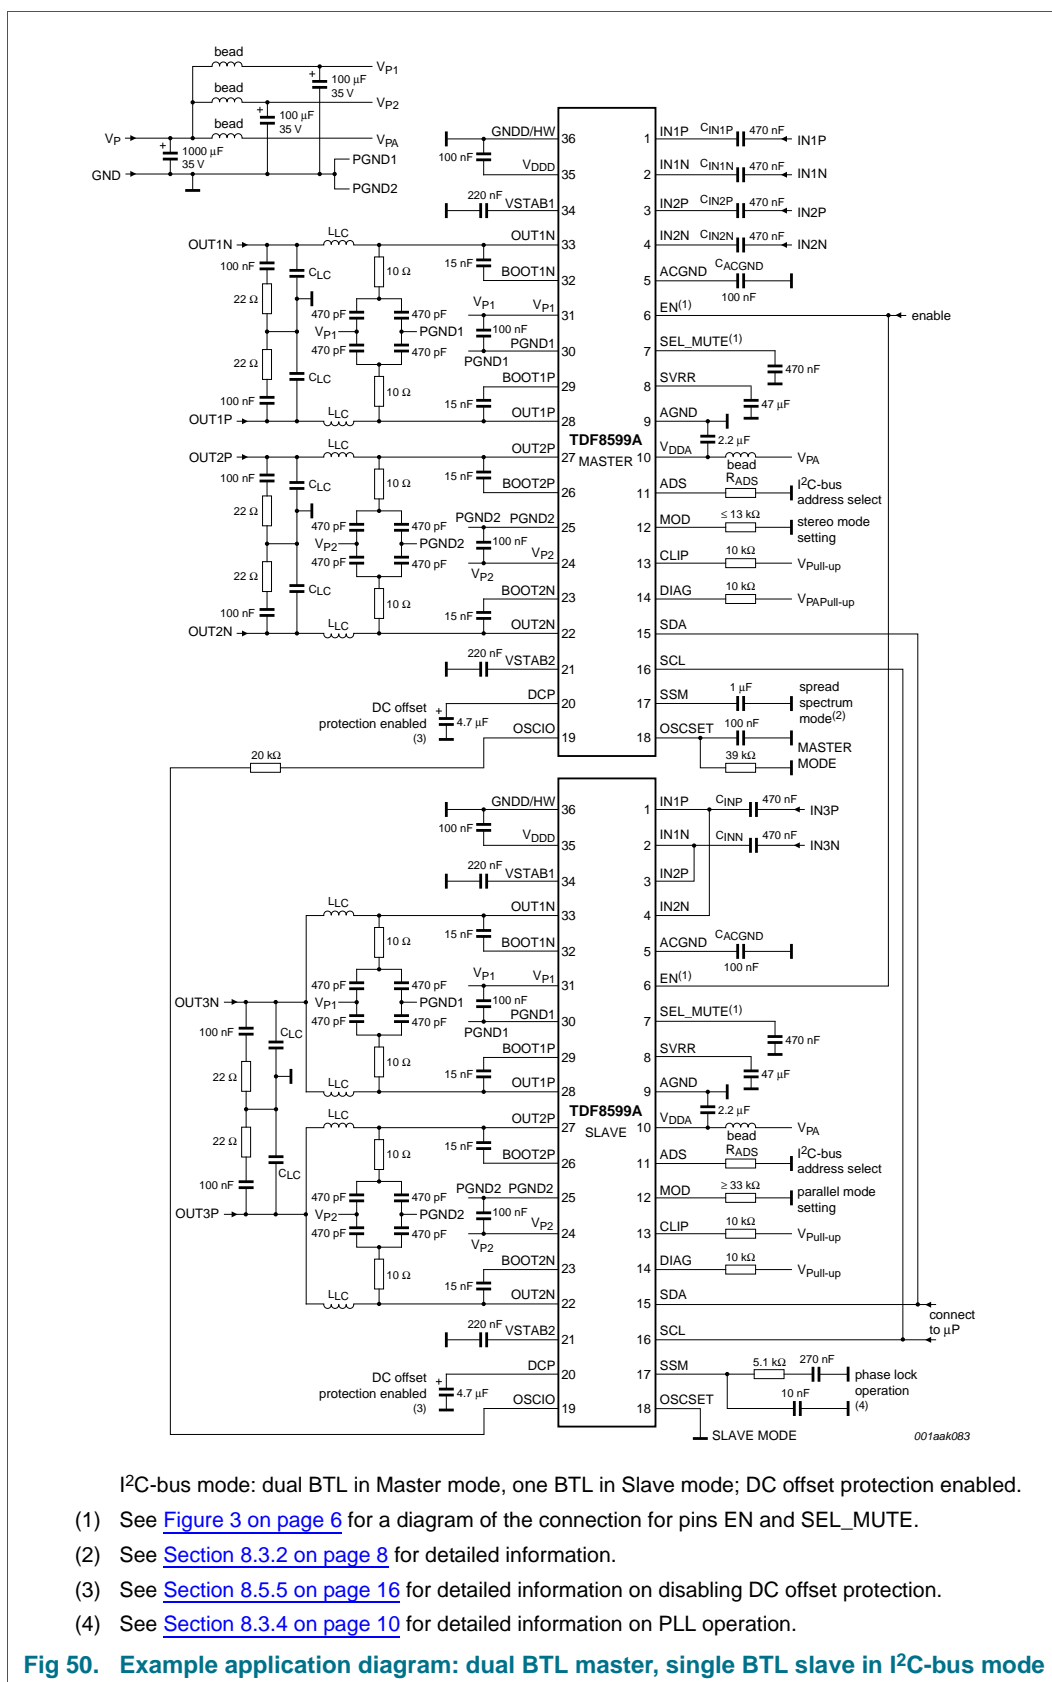 bead
VP1
100 µF
35 V
bead
VP2
100 µF
35 V
bead
VP
VPA
1000 µF
35 V
GND
PGND1
PGND2
GNDD/HW 36
100 nF
VDDD 35
220 nF
VSTAB1 34
OUT1N
LLC
OUT1N 33
100 nF
CLC
10 Ω
15 nF
BOOT1N 32
22 Ω
470 pF 470 pF
VP1 PGND1
470 pF 470 pF
VP1 VP1 31
100 nF
PGND1 30
PGND1
22 Ω
CLC
10 Ω
BOOT1P 29
100 nF
15 nF
OUT1P
LLC
OUT1P 28
OUT2P
LLC
OUT2P 27
100 nF
CLC
10 Ω
15 nF
BOOT2P 26
22 Ω
470 pF 470 pF
VP2 PGND2
470 pF 470 pF
PGND2 PGND2 25
100 nF
VP2 24
VP2
22 Ω
CLC
10 Ω
BOOT2N 23
100 nF
15 nF
OUT2N
LLC
OUT2N 22
220 nF
VSTAB2 21
DCP 20
DC offset
protection enabled
(3)
4.7 µF
OSCIO 19
20 kΩ
TDF8599A
MASTER
1 IN1P CIN1P 470 nF IN1P
2 IN1N CIN1N 470 nF IN1N
3 IN2P CIN2P 470 nF IN2P
4 IN2N CIN2N 470 nF IN2N
5 ACGND CACGND
100 nF
6 EN(1) enable
7 SEL_MUTE(1)
470 nF
8 SVRR
47 µF
9 AGND
2.2 µF
10 VDDA bead VPA
11 ADS RADS I2C-bus
address select
12 MOD ≤ 13 kΩ stereo mode
setting
13 CLIP 10 kΩ VPull-up
14 DIAG 10 kΩ VPAPull-up
15 SDA
16 SCL
17 SSM 1 µF spread
spectrum
mode(2)
18 OSCSET 100 nF
39 kΩ
MASTER
MODE
GNDD/HW 36
100 nF
VDDD 35
220 nF
VSTAB1 34
LLC
OUT1N 33
10 Ω
15 nF
BOOT1N 32
470 pF 470 pF
OUT3N
VP1 PGND1
470 pF 470 pF
VP1 VP1 31
100 nF
PGND1 30
PGND1
100 nF
CLC
10 Ω
BOOT1P 29
22 Ω
15 nF
LLC
OUT1P 28
LLC
OUT2P 27
22 Ω
10 Ω
15 nF
BOOT2P 26
CLC
100 nF
470 pF 470 pF
OUT3P
VP2 PGND2
470 pF 470 pF
PGND2 PGND2 25
100 nF
VP2 24
VP2
10 Ω
BOOT2N 23
15 nF
LLC
OUT2N 22
220 nF
VSTAB2 21
DCP 20
DC offset
protection enabled
(3)
4.7 µF
OSCIO 19
TDF8599A
SLAVE
1 IN1P CINP 470 nF IN3P
2 IN1N CINN 470 nF IN3N
3 IN2P
4 IN2N
5 ACGND CACGND
100 nF
6 EN(1)
7 SEL_MUTE(1)
470 nF
8 SVRR
47 µF
9 AGND
2.2 µF
10 VDDA bead VPA
11 ADS RADS I2C-bus
address select
12 MOD ≥ 33 kΩ parallel mode
setting
13 CLIP 10 kΩ VPull-up
14 DIAG 10 kΩ VPull-up
15 SDA
connect
to µP
16 SCL
17 SSM 5.1 kΩ 270 nF
10 nF
phase lock
operation
(4)
18 OSCSET
SLAVE MODE
001aak083
I2C-bus mode: dual BTL in Master mode, one BTL in Slave mode; DC offset protection enabled.
(1) See Figure 3 on page 6 for a diagram of the connection for pins EN and SEL_MUTE.
(2) See Section 8.3.2 on page 8 for detailed information.
(3) See Section 8.5.5 on page 16 for detailed information on disabling DC offset protection.
(4) See Section 8.3.4 on page 10 for detailed information on PLL operation.
Fig 50. Example application diagram: dual BTL master, single BTL slave in I2C-bus mode